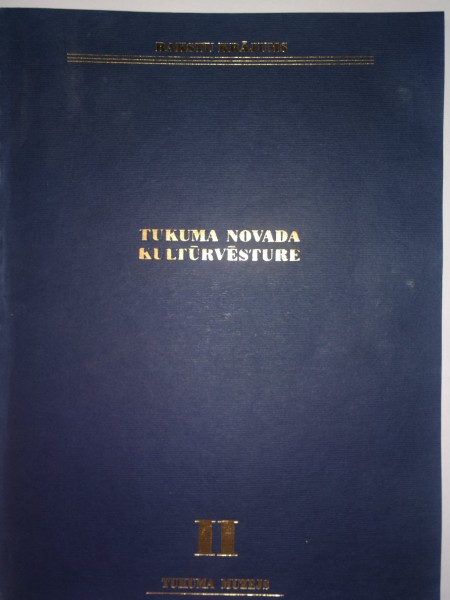 RAKSTU KRĀJUMS
TUKUMA NOVADA
KULTŪRVĒSTURE
II
TUKUMA MUZEJS